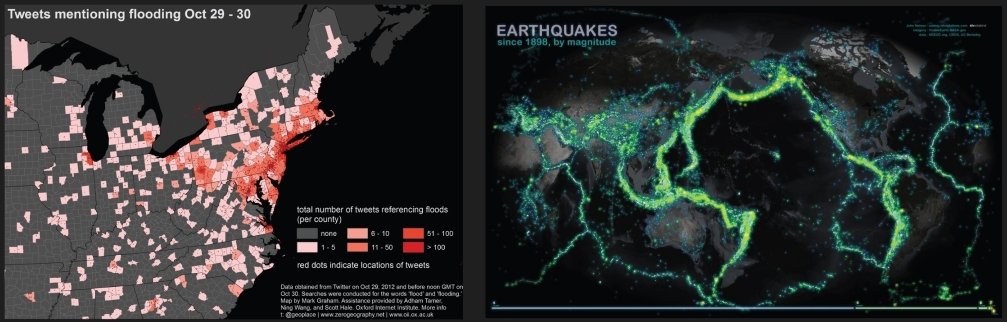 Tweets mentioning flooding Oct 29 - 30
total number of tweets referencing floods
(per county)
none
6 - 10
51 - 100
1 - 5
11 - 50
> 100
red dots indicate locations of tweets
Data obtained from Twitter on Oct 29, 2012 and before noon GMT on
Oct 30. Searches were conducted for the words 'flood' and 'flooding.'
Map by Mark Graham. Assistance provided by Adham Tamer,
Ning Wang, and Scott Hale. Oxford Internet Institute. More info
t: @geoplace | www.zerogeography.net | www.oii.ox.ac.uk
EARTHQUAKES
since 1898, by magnitude